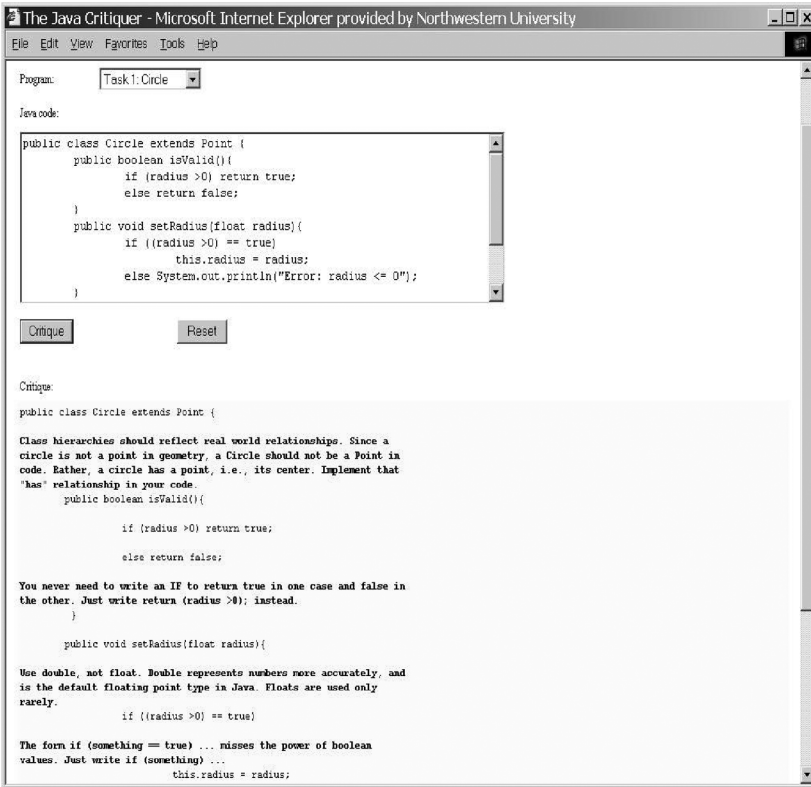 The Java Critiquer - Microsoft Internet Explorer provided by Northwestern University
File Edit View Favorites Tools Help
Program: Task 1: Circle
Java code:
public class Circle extends Point {
public boolean isValid(){
if (radius >0) return true;
else return false;
}
public void setRadius(float radius){
if ((radius >0) == true)
this.radius = radius;
else System.out.println("Error: radius <= 0");
}
Critique Reset
Critique:
public class Circle extends Point {
Class hierarchies should reflect real world relationships. Since a
circle is not a point in geometry, a Circle should not be a Point in
code. Rather, a circle has a point, i.e., its center. Implement that
"has" relationship in your code.
public boolean isValid(){
if (radius >0) return true;
else return false;
You never need to write an IF to return true in one case and false in
the other. Just write return (radius >0); instead.
}
public void setRadius(float radius){
Use double, not float. Double represents numbers more accurately, and
is the default floating point type in Java. Floats are used only
rarely.
if ((radius >0) == true)
The form if (something == true) ... misses the power of boolean
values. Just write if (something) ...
this.radius = radius;